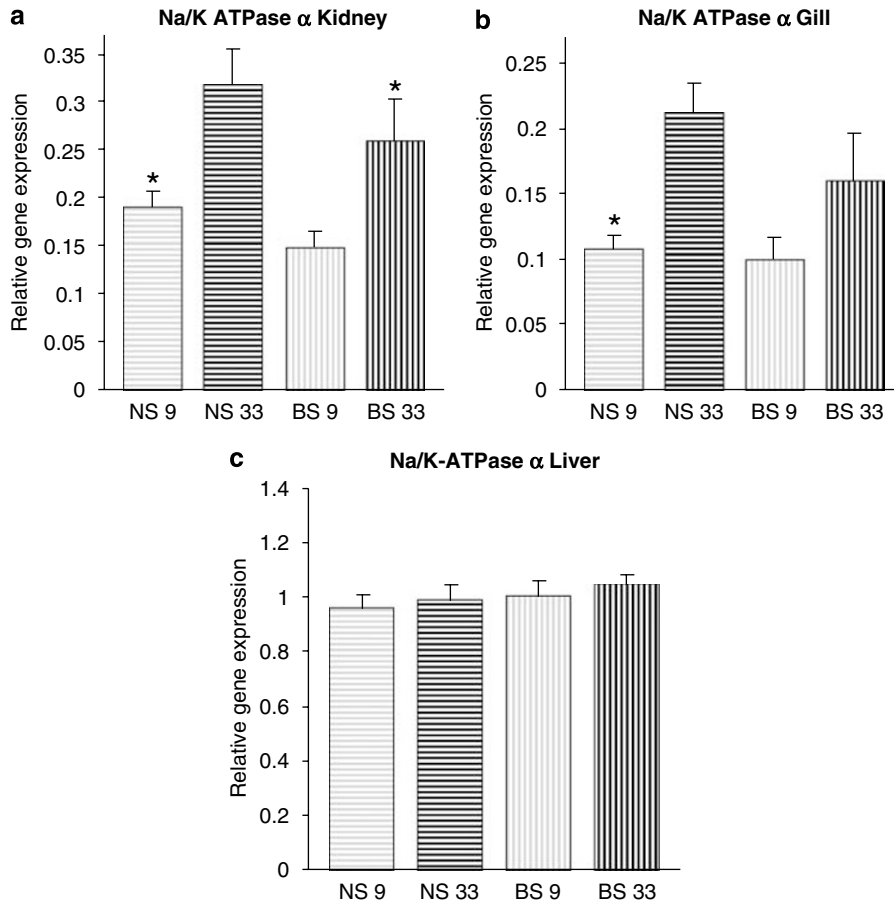 a
Na/K ATPase α Kidney
Relative gene expression
0.35
0.3
0.25
0.2
0.15
0.1
0.05
0
*
*
NS 9 NS 33 BS 9 BS 33
b
Na/K ATPase α Gill
Relative gene expression
0.25
0.2
0.15
0.1
0.05
0
*
NS 9 NS 33 BS 9 BS 33
c
Na/K-ATPase α Liver
Relative gene expression
1.4
1.2
1
0.8
0.6
0.4
0.2
0
NS 9 NS 33 BS 9 BS 33